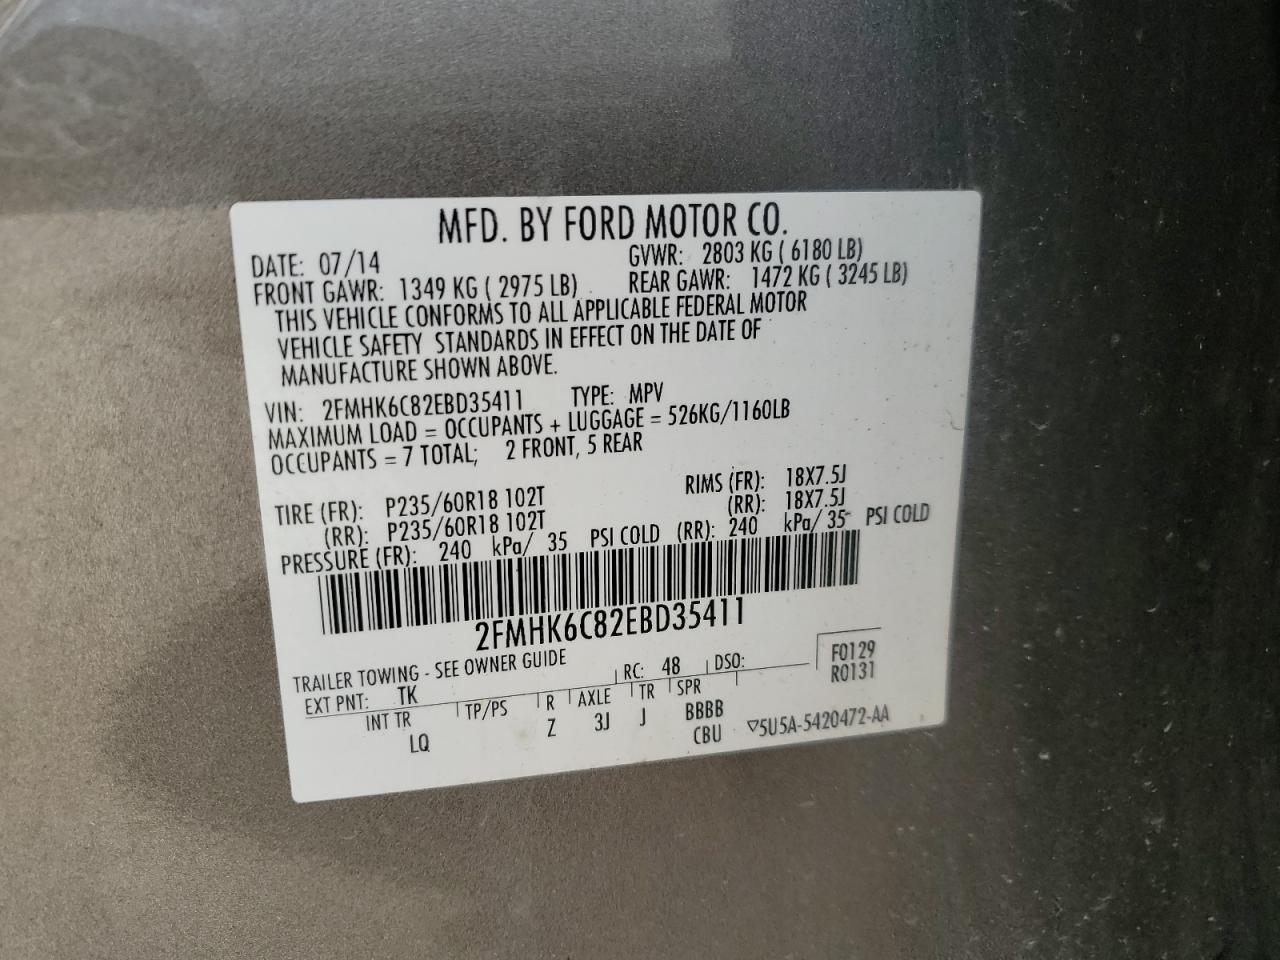 MFD. BY FORD MOTOR CO.
DATE: 07/14 GVWR: 2803 KG ( 6180 LB)
FRONT GAWR: 1349 KG ( 2975 LB) REAR GAWR: 1472 KG ( 3245 LB)
THIS VEHICLE CONFORMS TO ALL APPLICABLE FEDERAL MOTOR
VEHICLE SAFETY STANDARDS IN EFFECT ON THE DATE OF
MANUFACTURE SHOWN ABOVE.
VIN: 2FMHK6C82EBD35411 TYPE: MPV
MAXIMUM LOAD = OCCUPANTS + LUGGAGE = 526KG/1160LB
OCCUPANTS = 7 TOTAL; 2 FRONT, 5 REAR
TIRE (FR): P235/60R18 102T RIMS (FR): 18X7.5J
(RR): P235/60R18 102T (RR): 18X7.5J
PRESSURE (FR): 240 kPa/ 35 PSI COLD (RR): 240 kPa/ 35 PSI COLD
2FMHK6C82EBD35411
TRAILER TOWING - SEE OWNER GUIDE
EXT PNT: TK RC: 48 DSO: F0129
R0131
INT TR TP/PS R AXLE TR SPR
LQ Z 3J J BBBB
CBU ▽5U5A-5420472-AA